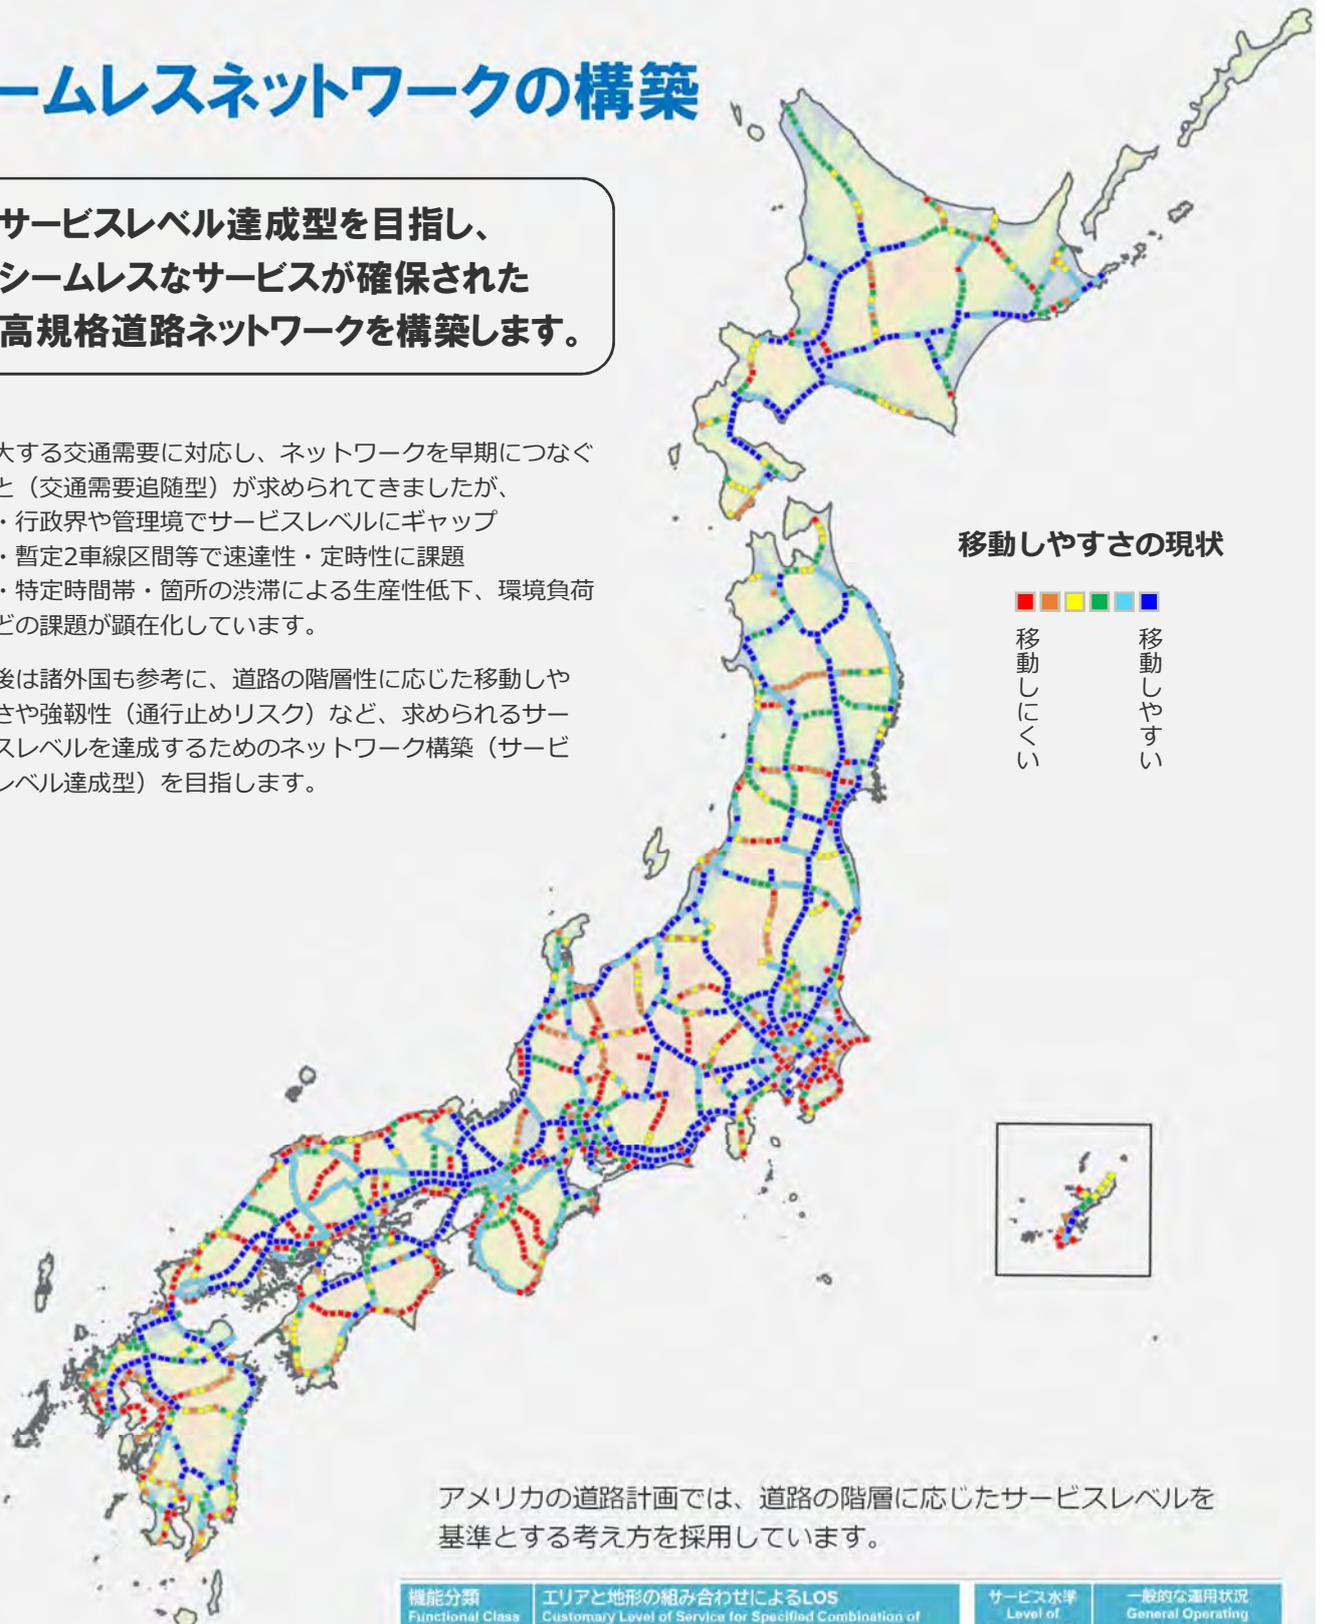 ームレスネットワークの構築
サービスレベル達成型を目指し、
シームレスなサービスが確保された
高規格道路ネットワークを構築します。
大する交通需要に対応し、ネットワークを早期につなぐ
と（交通需要追随型）が求められてきましたが、
・行政界や管理境でサービスレベルにギャップ
・暫定2車線区間等で速達性・定時性に課題
・特定時間帯・箇所の渋滞による生産性低下、環境負荷
どの課題が顕在化しています。
後は諸外国も参考に、道路の階層性に応じた移動しや
さや強靱性（通行止めリスク）など、求められるサー
スレベルを達成するためのネットワーク構築（サービ
レベル達成型）を目指します。
移動しやすさの現状
移動しにくい
移動しやすい
アメリカの道路計画では、道路の階層に応じたサービスレベルを
基準とする考え方を採用しています。
機能分類
Functional Class
エリアと地形の組み合わせによるLOS
Customary Level of Service for Specified Combination of
サービス水準
Level of
一般的な運用状況
General Operating